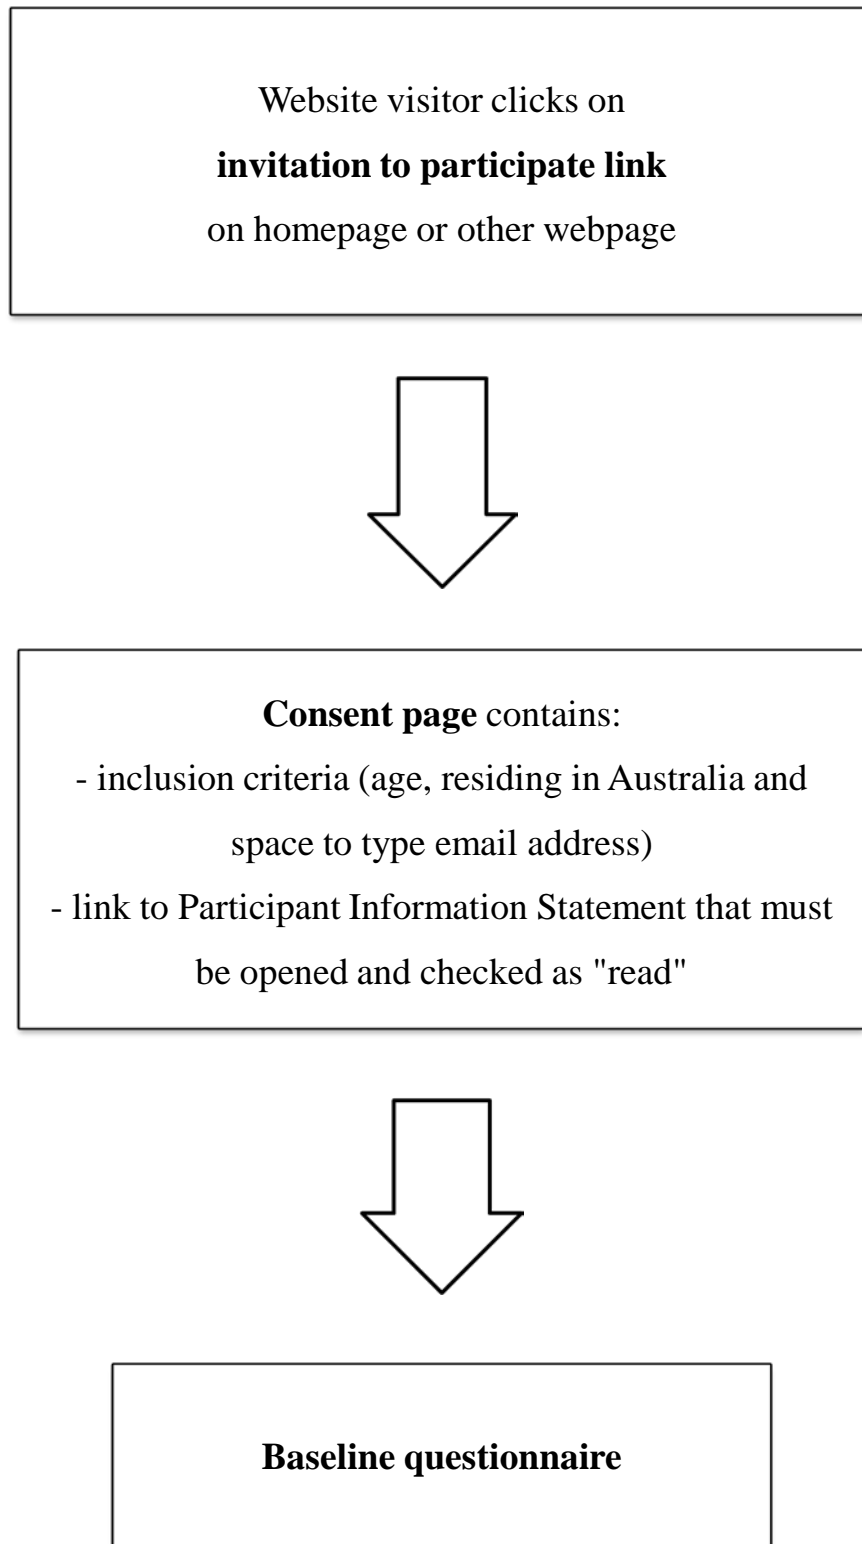 Website visitor clicks on
invitation to participate link
on homepage or other webpage
Consent page contains:
- inclusion criteria (age, residing in Australia and
space to type email address)
- link to Participant Information Statement that must
be opened and checked as "read"
Baseline questionnaire